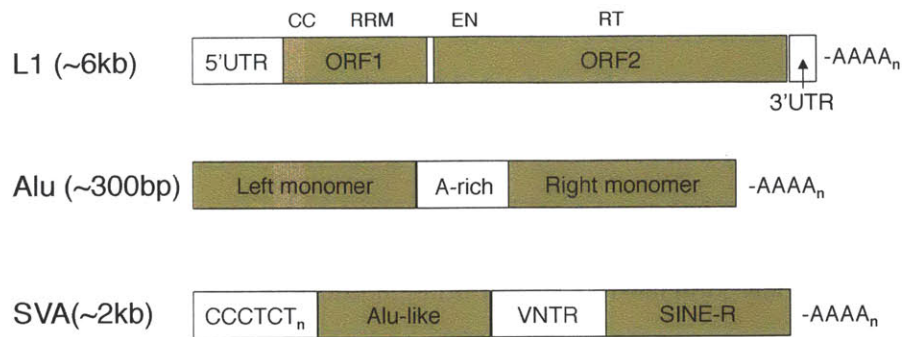 CC RRM EN RT
L1 (~6kb) 5'UTR ORF1 ORF2 -AAAAn
3'UTR
Alu (~300bp) Left monomer A-rich Right monomer -AAAAn
SVA(~2kb) CCCTCTn Alu-like VNTR SINE-R -AAAAn